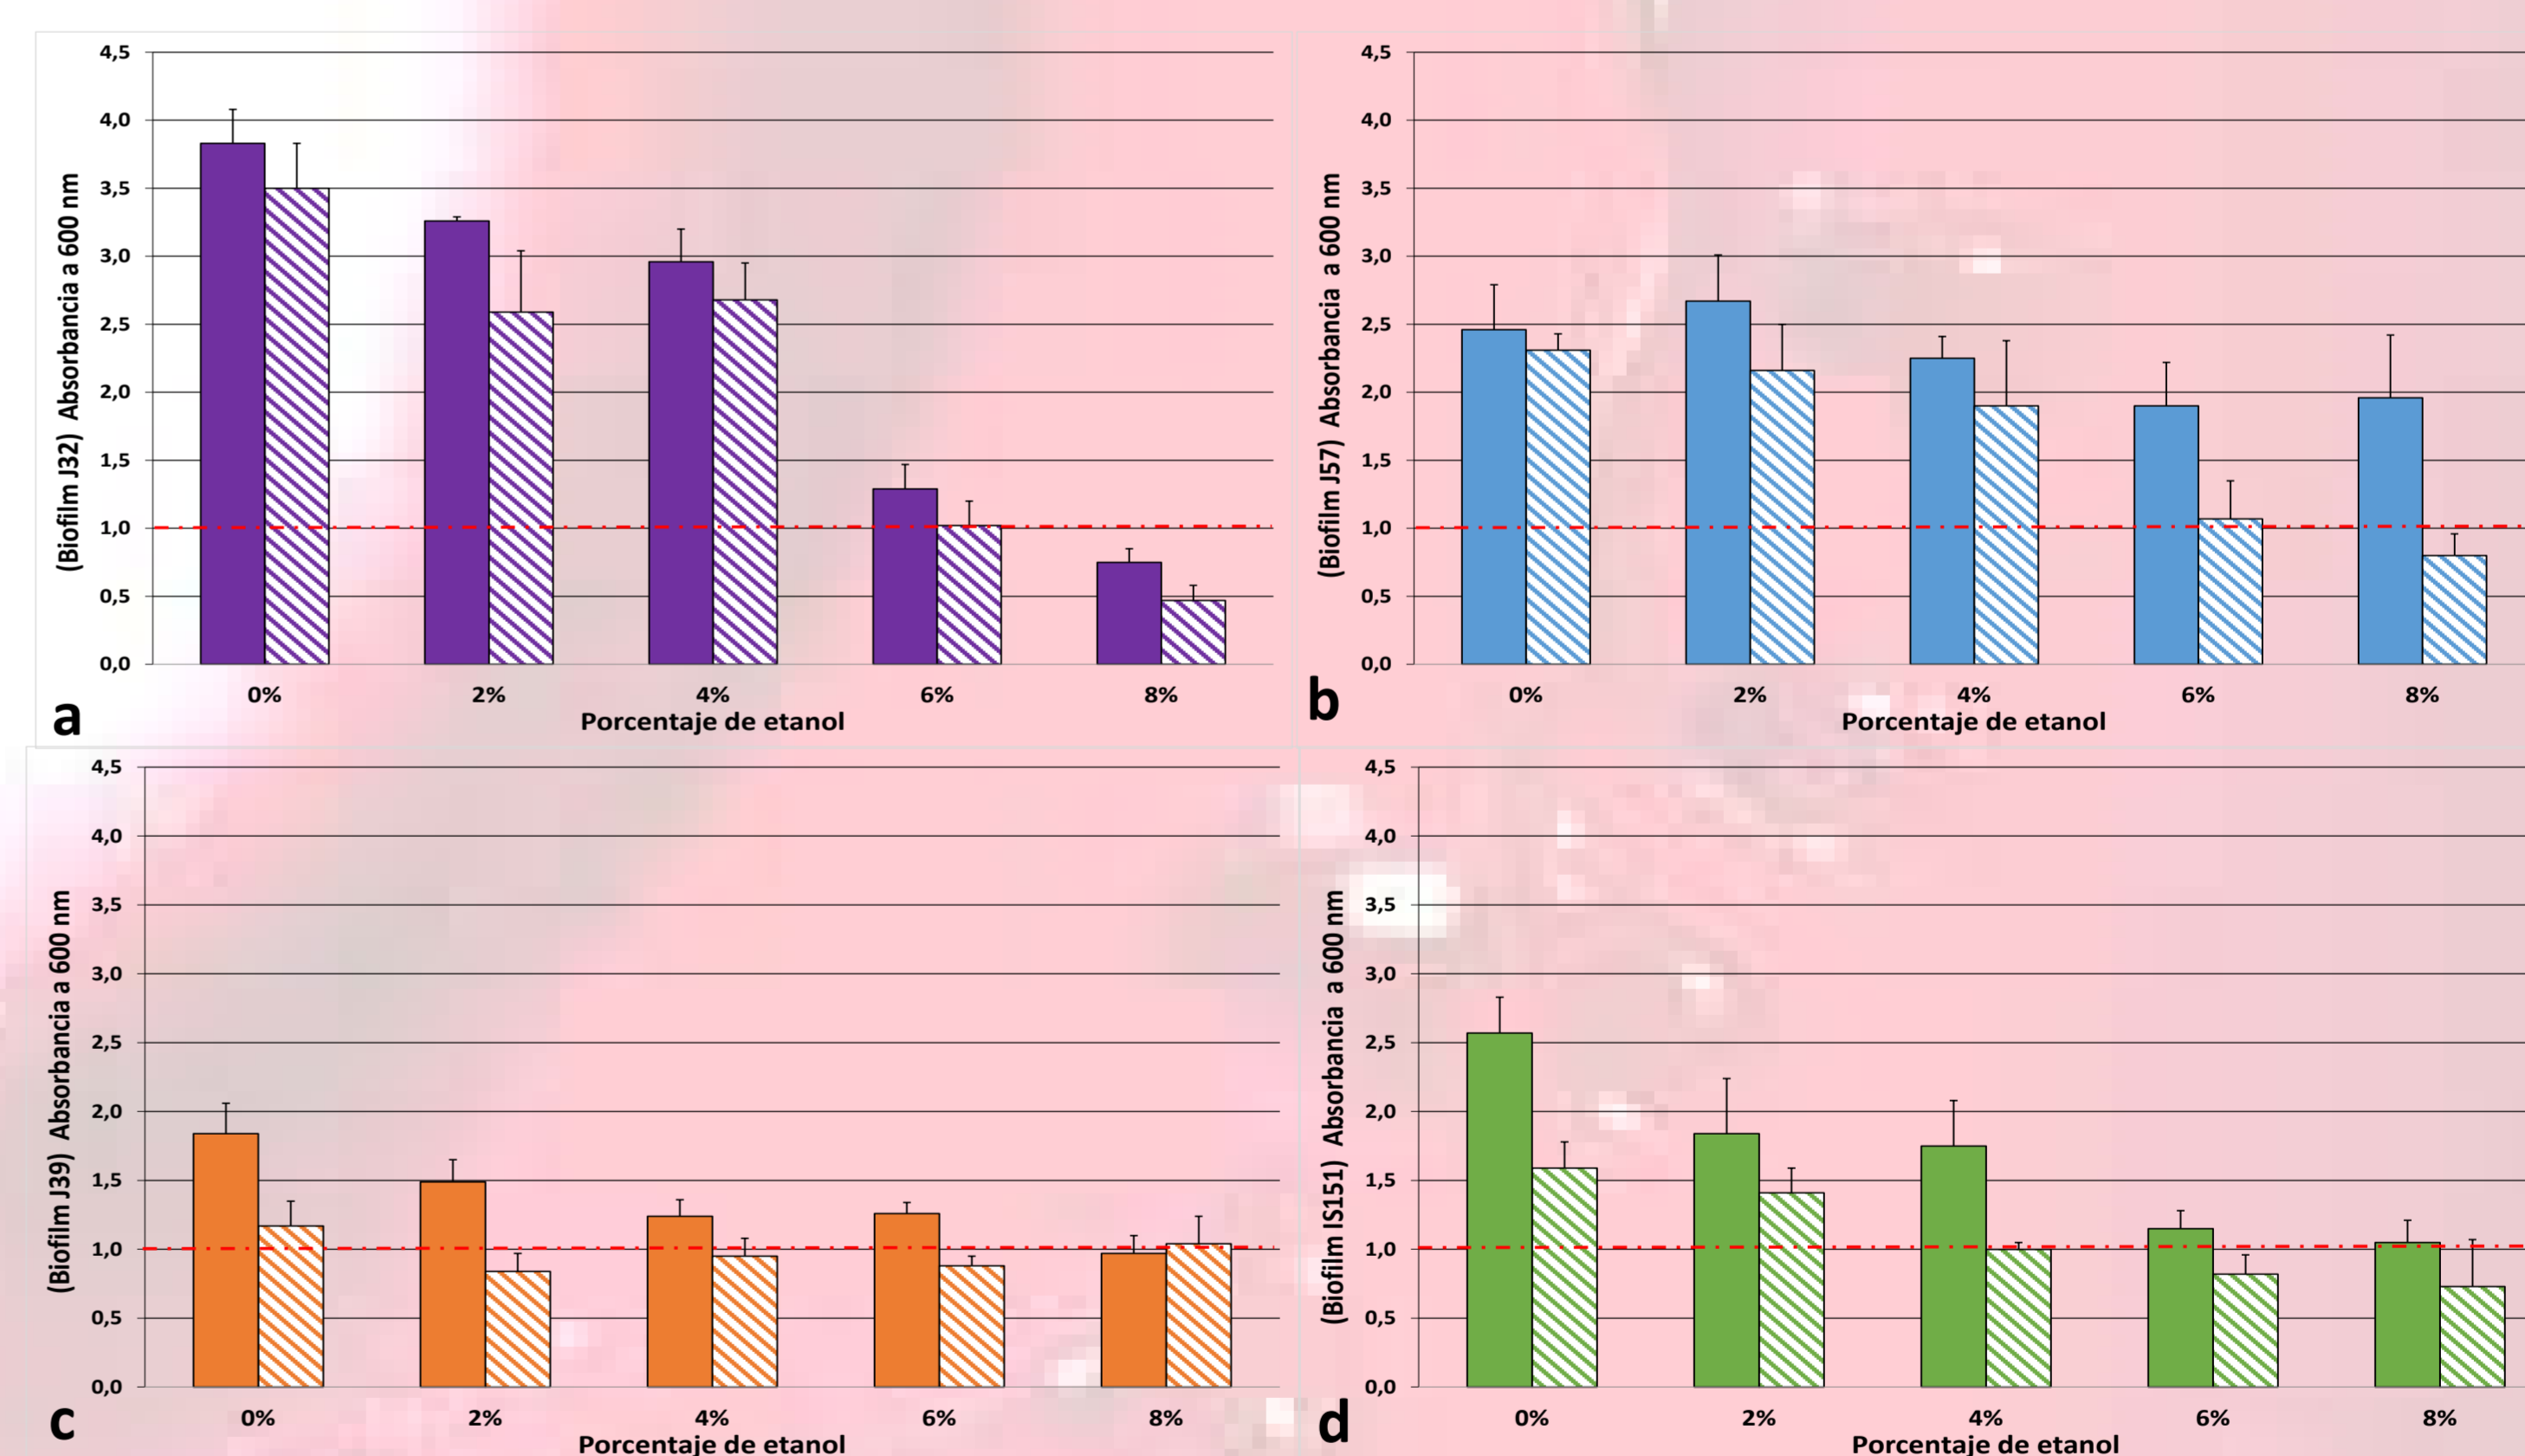 4,5
4,0
3,5
3,0
2,5
2,0
1,5
1,0
0,5
0,0
(Biofilm J32) Absorbancia a 600 nm
0% 2% 4% 6% 8%
Porcentaje de etanol
a
4,5
4,0
3,5
3,0
2,5
2,0
1,5
1,0
0,5
0,0
(Biofilm J57) Absorbancia a 600 nm
0% 2% 4% 6% 8%
Porcentaje de etanol
b
4,5
4,0
3,5
3,0
2,5
2,0
1,5
1,0
0,5
0,0
(Biofilm J39) Absorbancia a 600 nm
0% 2% 4% 6% 8%
Porcentaje de etanol
c
4,5
4,0
3,5
3,0
2,5
2,0
1,5
1,0
0,5
0,0
(Biofilm IS151) Absorbancia a 600 nm
0% 2% 4% 6% 8%
Porcentaje de etanol
d